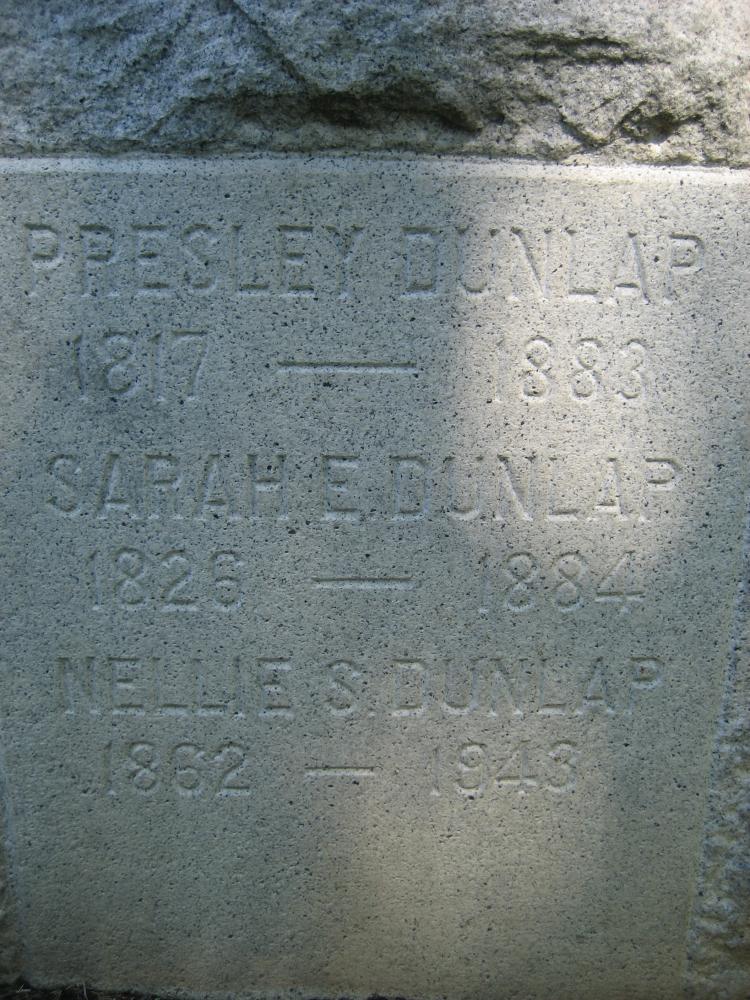 PRESLEY DUNLAP
1817 — 1883
SARAH E. DUNLAP
1826 — 1884
NELLIE S. DUNLAP
1862 — 1943